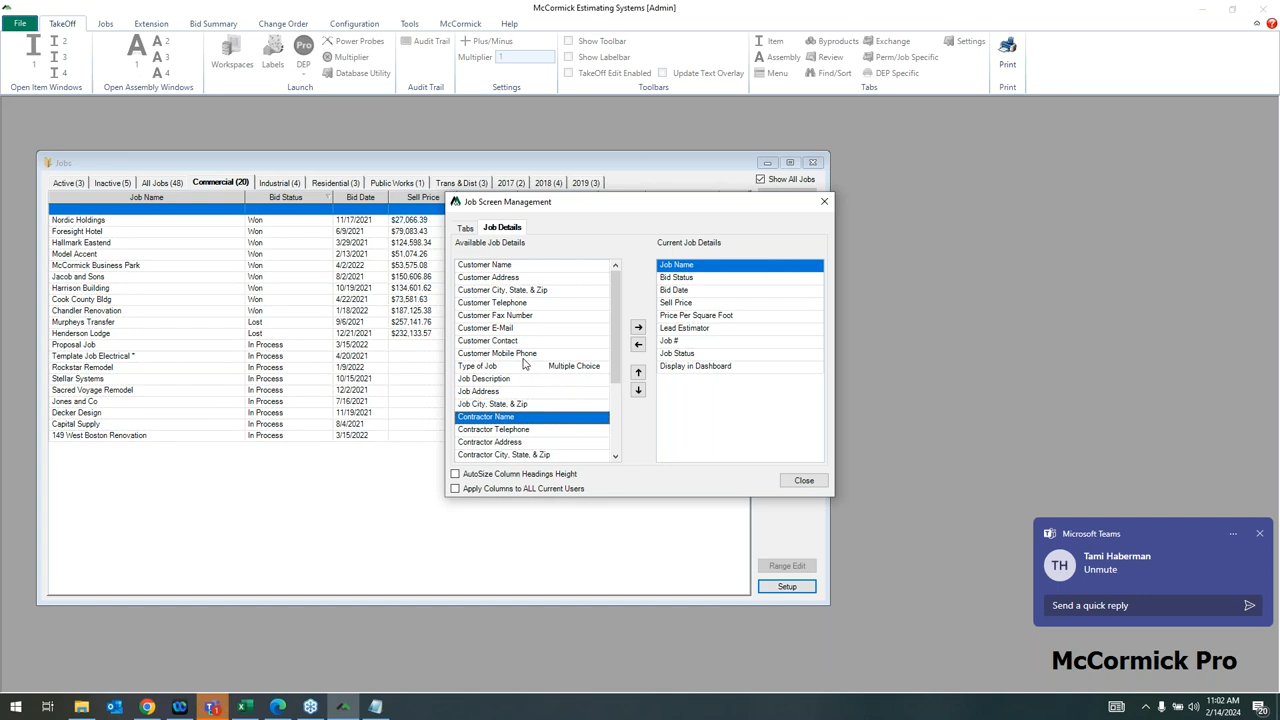 McCormick Estimating Systems [Admin]
File TakeOff Jobs Extension Bid Summary Change Order Configuration Tools McCormick Help
1 2 3 4 1 2 3 4 Workspaces Labels Pro DEP Power Probes Multiplier Database Utility
Audit Trail Plus/Minus Multiplier 1
Show Toolbar Show Labelbar TakeOff Edit Enabled Update Text Overlay
Item Byproducts Exchange Settings
Assembly Review Perm/Job Specific
Menu Find/Sort DEP Specific
Print
Open Item Windows Open Assembly Windows Launch Audit Trail Settings Toolbars Tabs Print
Jobs
Active (3) Inactive (5) All Jobs (48) Commercial (20) Industrial (4) Residential (3) Public Works (1) Trans & Dist (3) 2017 (2) 2018 (4) 2019 (3) Show All Jobs
Job Name Bid Status Bid Date Sell Price
Nordic Holdings Won 11/17/2021 $27,066.39
Foresight Hotel Won 6/9/2021 $79,083.43
Hallmark Eastend Won 3/29/2021 $124,598.34
Model Accent Won 2/13/2021 $51,074.26
McCormick Business Park Won 4/2/2022 $53,575.08
Jacob and Sons Won 8/2/2021 $150,606.86
Harrison Building Won 10/19/2021 $134,601.62
Cook County Bldg Won 4/22/2021 $73,581.63
Chandler Renovation Won 1/18/2022 $187,125.38
Murpheys Transfer Lost 9/6/2021 $257,141.76
Henderson Lodge Lost 12/21/2021 $232,133.57
Proposal Job In Process 3/15/2022
Template Job Electrical * In Process 4/20/2021
Rockstar Remodel In Process 1/9/2022
Stellar Systems In Process 10/15/2021
Sacred Voyage Remodel In Process 12/2/2021
Jones and Co In Process 7/16/2021
Decker Design In Process 11/19/2021
Capital Supply In Process 8/4/2021
149 West Boston Renovation In Process 3/15/2022
Range Edit
Setup
Job Screen Management
Tabs Job Details
Available Job Details
Customer Name
Customer Address
Customer City, State, & Zip
Customer Telephone
Customer Fax Number
Customer E-Mail
Customer Contact
Customer Mobile Phone
Type of Job Multiple Choice
Job Description
Job Address
Job City, State, & Zip
Contractor Name
Contractor Telephone
Contractor Address
Contractor City, State, & Zip
Current Job Details
Job Name
Bid Status
Bid Date
Sell Price
Price Per Square Foot
Lead Estimator
Job #
Job Status
Display in Dashboard
AutoSize Column Headings Height
Apply Columns to ALL Current Users
Close
Microsoft Teams
TH
Tami Haberman
Unmute
Send a quick reply
McCormick Pro
11:02 AM
2/14/2024
20